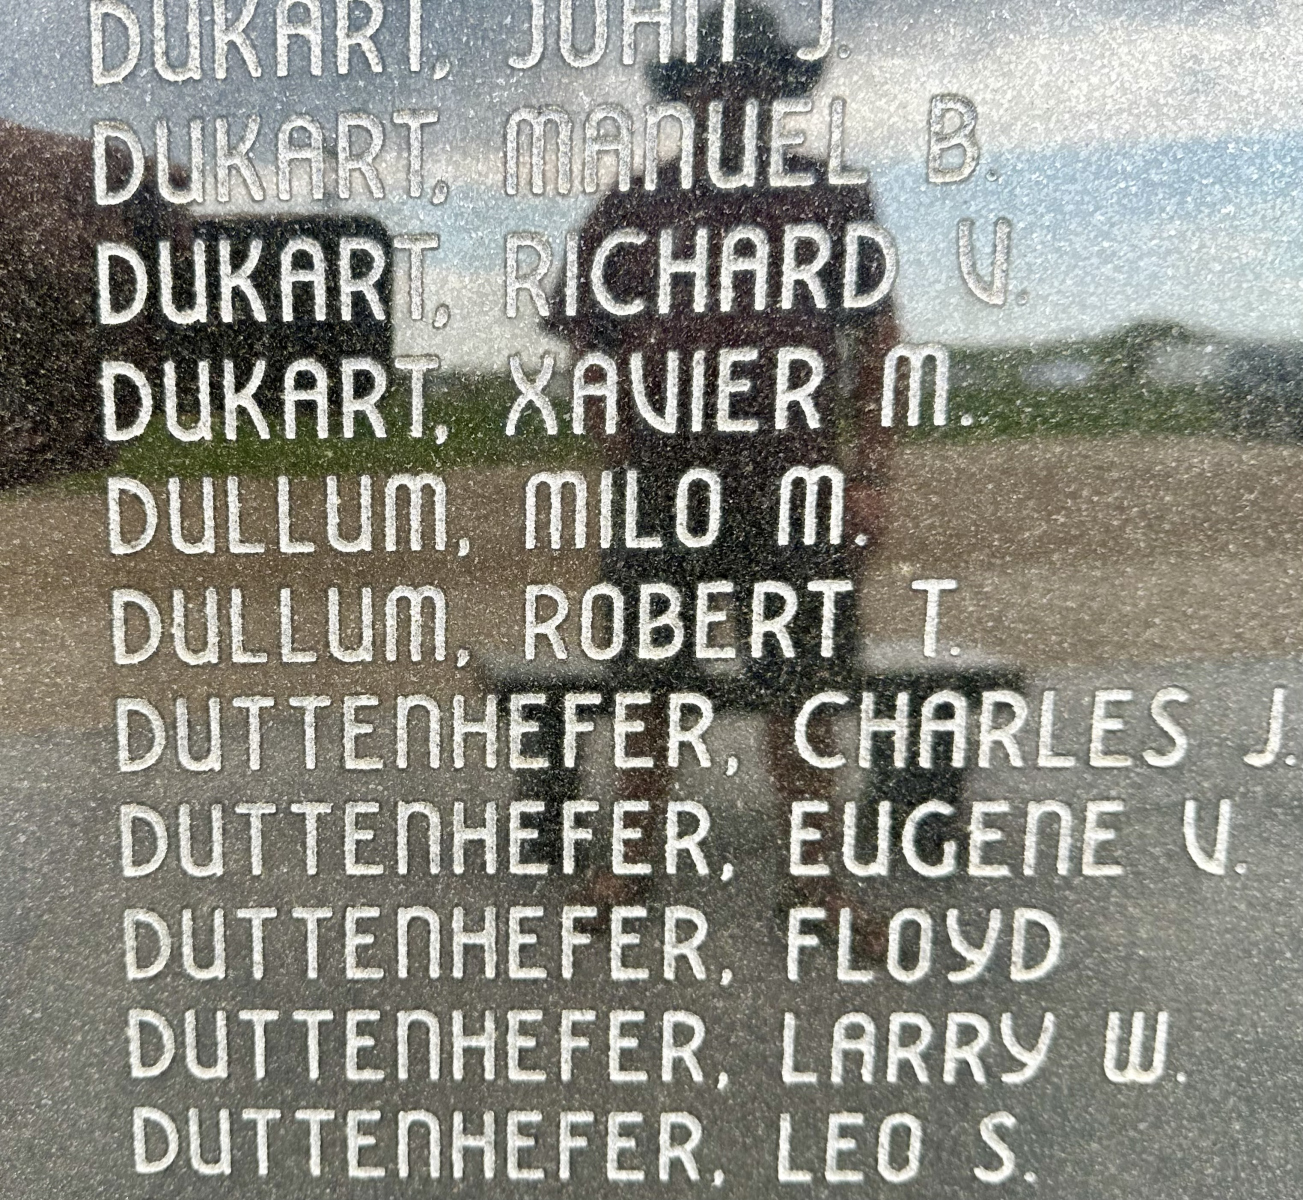 DUKART, JOHN J.
DUKART, MANUEL B.
DUKART, RICHARD V.
DUKART, XAVIER M.
DULLUM, MILO M.
DULLUM, ROBERT T.
DUTTENHEFER, CHARLES J.
DUTTENHEFER, EUGENE V.
DUTTENHEFER, FLOYD
DUTTENHEFER, LARRY W.
DUTTENHEFER, LEO S.